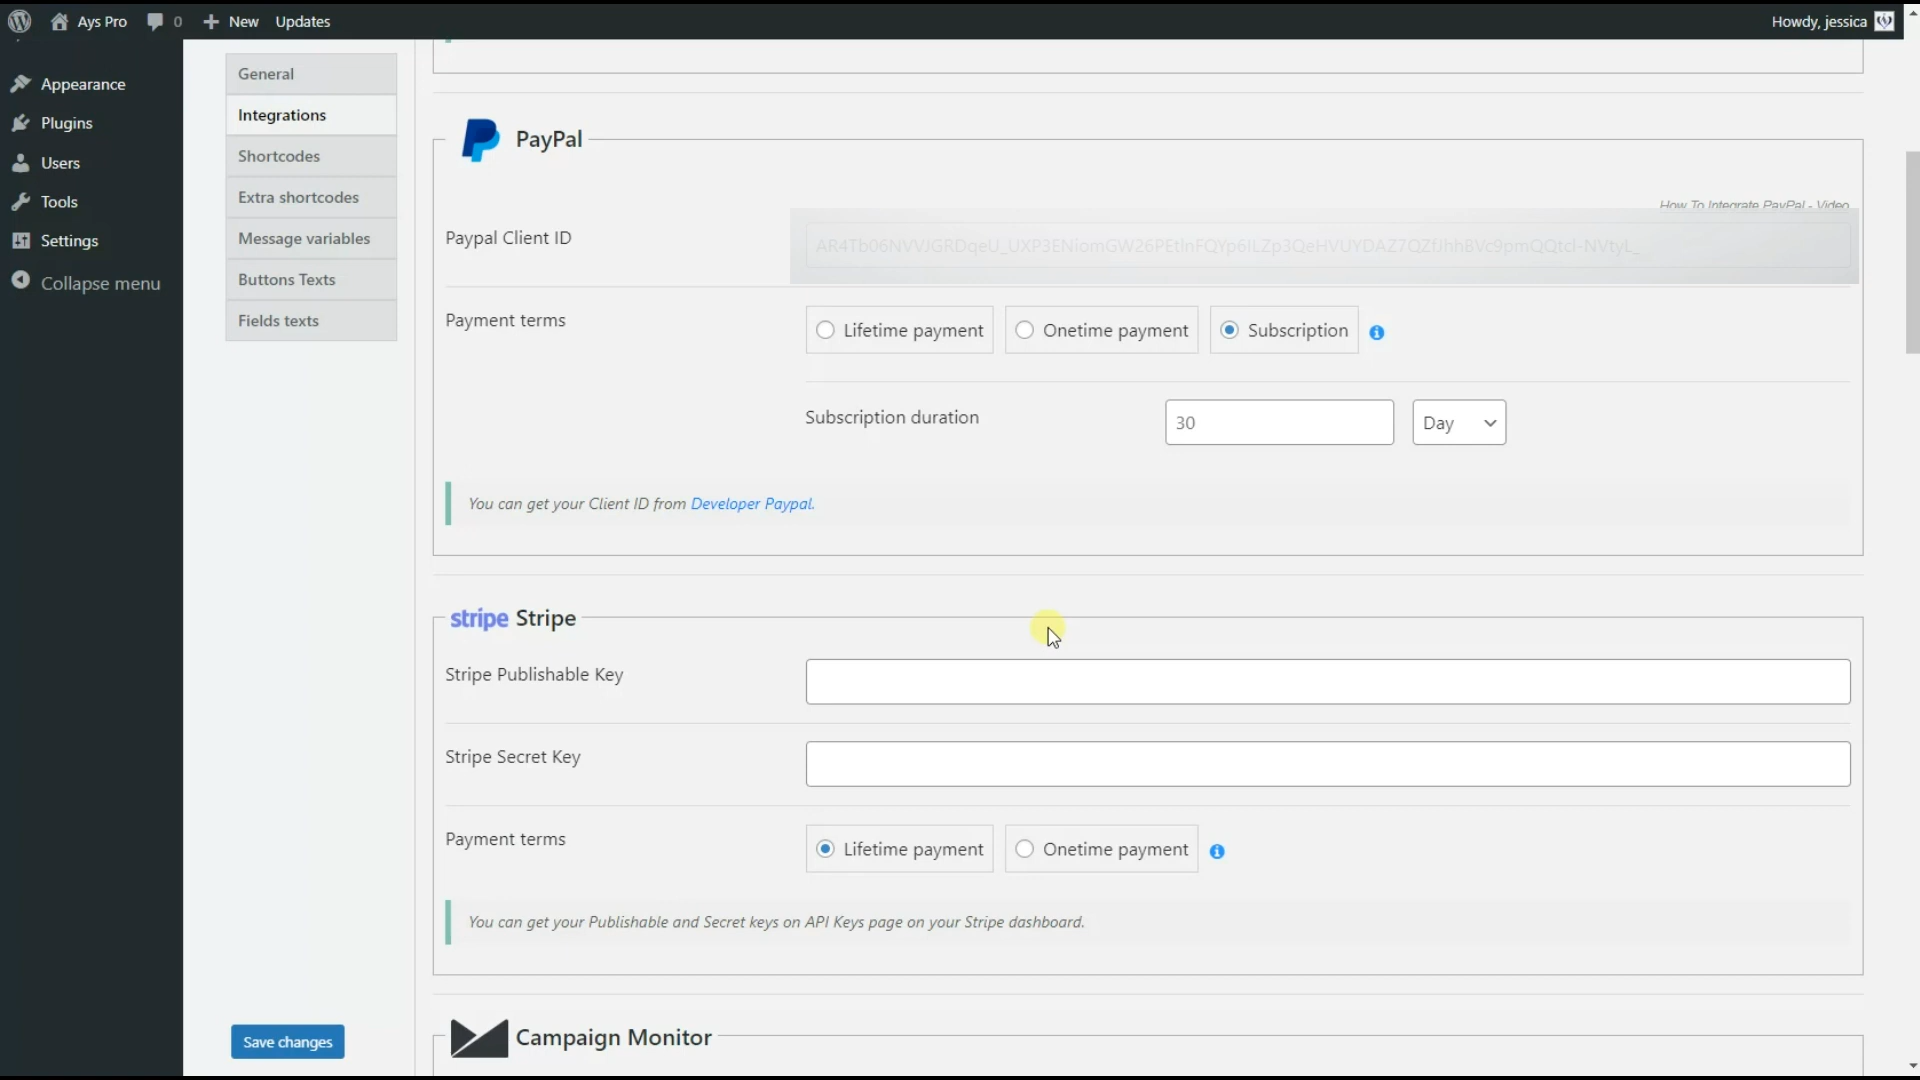 Ays Pro 0 New Updates Howdy, jessica
Appearance
Plugins
Users
Tools
Settings
Collapse menu
General
Integrations
Shortcodes
Extra shortcodes
Message variables
Buttons Texts
Fields texts
Save changes
PayPal
How To Integrate PayPal - Video
Paypal Client ID
Payment terms
Lifetime payment Onetime payment Subscription
Subscription duration 30 Day
You can get your Client ID from Developer Paypal.
stripe Stripe
Stripe Publishable Key
Stripe Secret Key
Payment terms
Lifetime payment Onetime payment
You can get your Publishable and Secret keys on API Keys page on your Stripe dashboard.
Campaign Monitor